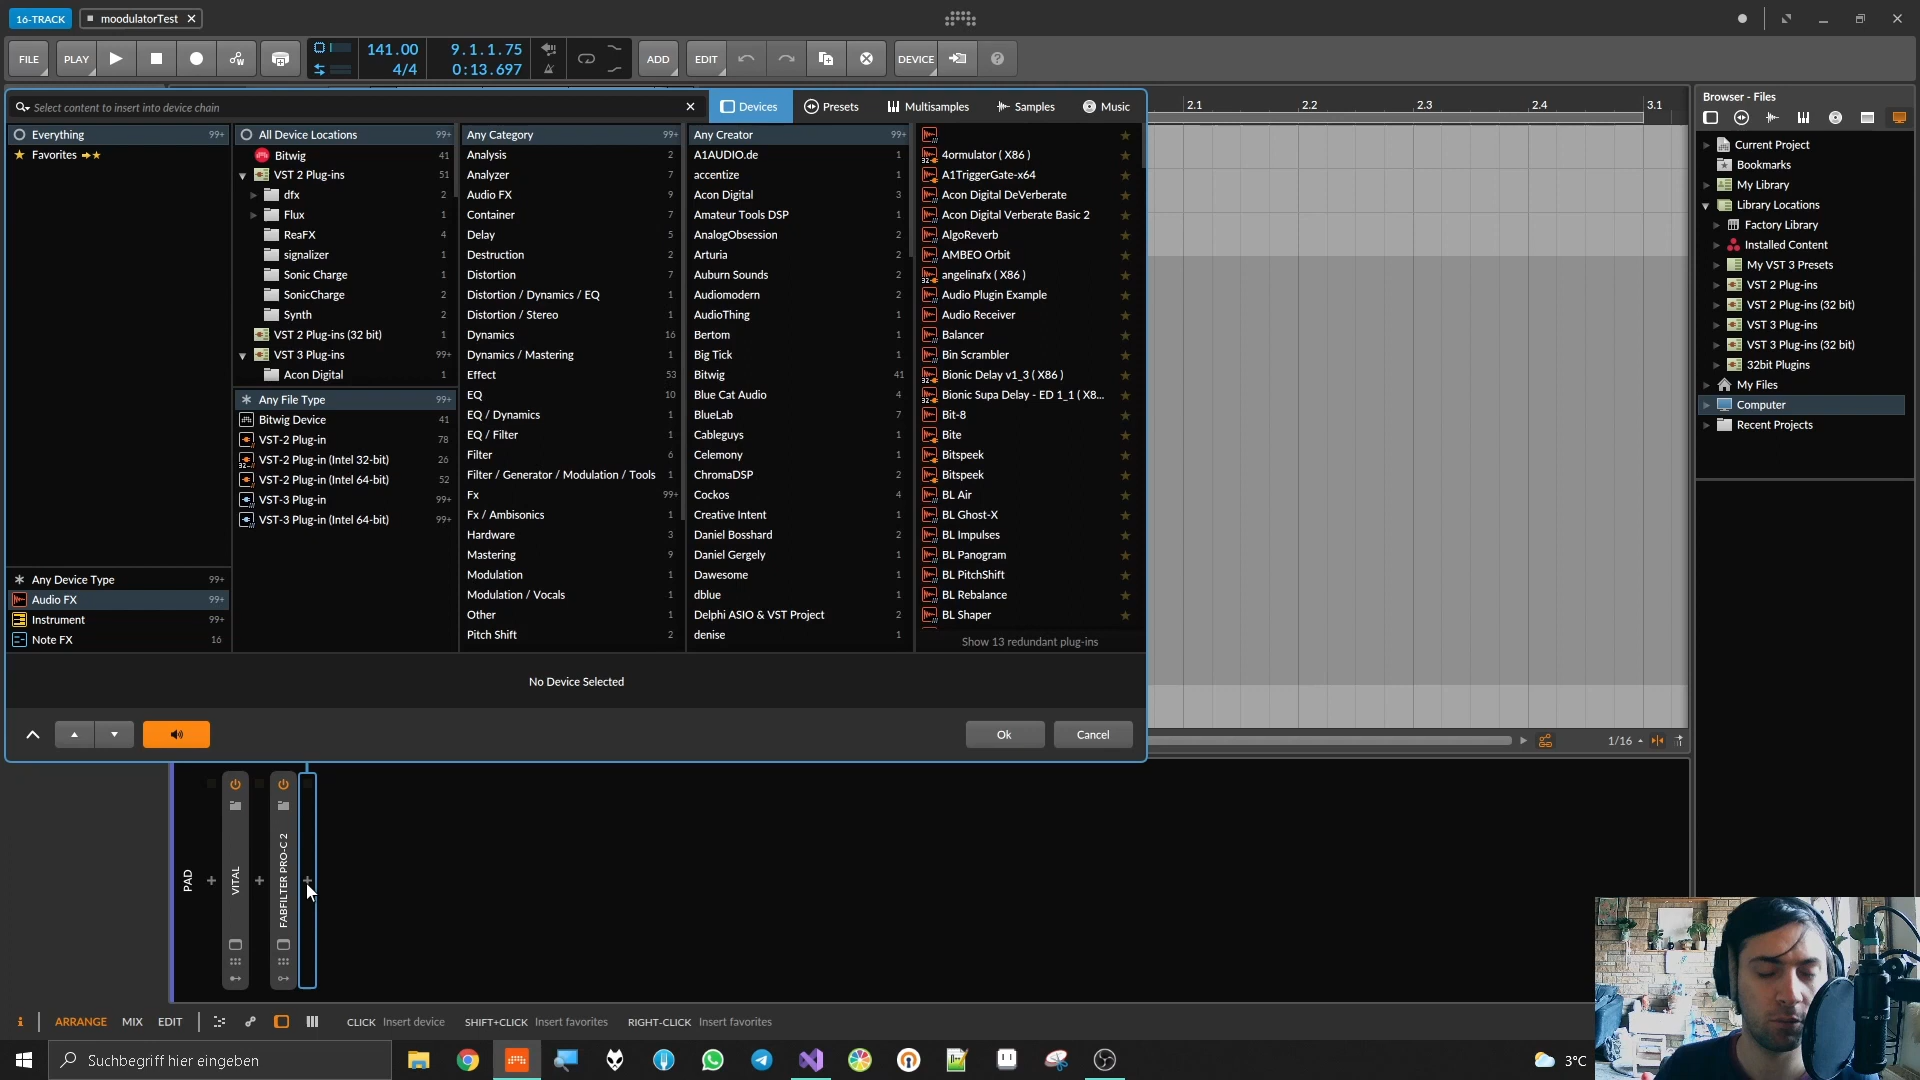 16-TRACK
moodulatorTest
FILE
PLAY
141.00
4/4
9.1.1.75
0:13.697
ADD
EDIT
DEVICE
Select content to insert into device chain
Devices
Presets
Multisamples
Samples
Music
Everything 99+
Favorites
Any Device Type 99+
Audio FX 99+
Instrument 99+
Note FX 16
All Device Locations 99+
Bitwig 41
VST 2 Plug-ins 51
dfx 2
Flux 1
ReaFX 4
signalizer 1
Sonic Charge 1
SonicCharge 2
Synth 2
VST 2 Plug-ins (32 bit) 1
VST 3 Plug-ins 99+
Acon Digital 1
Any File Type 99+
Bitwig Device 41
VST-2 Plug-in 78
VST-2 Plug-in (Intel 32-bit) 26
VST-2 Plug-in (Intel 64-bit) 52
VST-3 Plug-in 99+
VST-3 Plug-in (Intel 64-bit) 99+
Any Category 99+
Analysis 2
Analyzer 7
Audio FX 9
Container 7
Delay 5
Destruction 2
Distortion 7
Distortion / Dynamics / EQ 1
Distortion / Stereo 1
Dynamics 16
Dynamics / Mastering 1
Effect 53
EQ 10
EQ / Dynamics 1
EQ / Filter 1
Filter 6
Filter / Generator / Modulation / Tools 1
Fx 99+
Fx / Ambisonics 1
Hardware 3
Mastering 9
Modulation 1
Modulation / Vocals 1
Other 1
Pitch Shift 2
Any Creator 99+
A1AUDIO.de 1
accentize 1
Acon Digital 3
Amateur Tools DSP 1
AnalogObsession 2
Arturia 2
Auburn Sounds 2
Audiomodern 2
AudioThing 1
Bertom 1
Big Tick 1
Bitwig 41
Blue Cat Audio 4
BlueLab 7
Cableguys 1
Celemony 1
ChromaDSP 2
Cockos 4
Creative Intent 1
Daniel Bosshard 2
Daniel Gergely 1
Dawesome 1
dblue 1
Delphi ASIO & VST Project 2
denise 1
4ormulator ( X86 )
A1TriggerGate-x64
Acon Digital DeVerberate
Acon Digital Verberate Basic 2
AlgoReverb
AMBEO Orbit
angelinafx ( X86 )
Audio Plugin Example
Audio Receiver
Balancer
Bin Scrambler
Bionic Delay v1_3 ( X86 )
Bionic Supa Delay - ED 1_1 ( X8...
Bit-8
Bite
Bitspeek
Bitspeek
BL Air
BL Ghost-X
BL Impulses
BL Panogram
BL PitchShift
BL Rebalance
BL Shaper
Show 13 redundant plug-ins
No Device Selected
Ok
Cancel
2.1
2.2
2.3
2.4
3.1
1/16
Browser - Files
Current Project
Bookmarks
My Library
Library Locations
Factory Library
Installed Content
My VST 3 Presets
VST 2 Plug-ins
VST 2 Plug-ins (32 bit)
VST 3 Plug-ins
VST 3 Plug-ins (32 bit)
32bit Plugins
My Files
Computer
Recent Projects
PAD
VITAL
FABFILTER PRO-C 2
i
ARRANGE
MIX
EDIT
CLICK Insert device
SHIFT+CLICK Insert favorites
RIGHT-CLICK Insert favorites
Suchbegriff hier eingeben
3°C